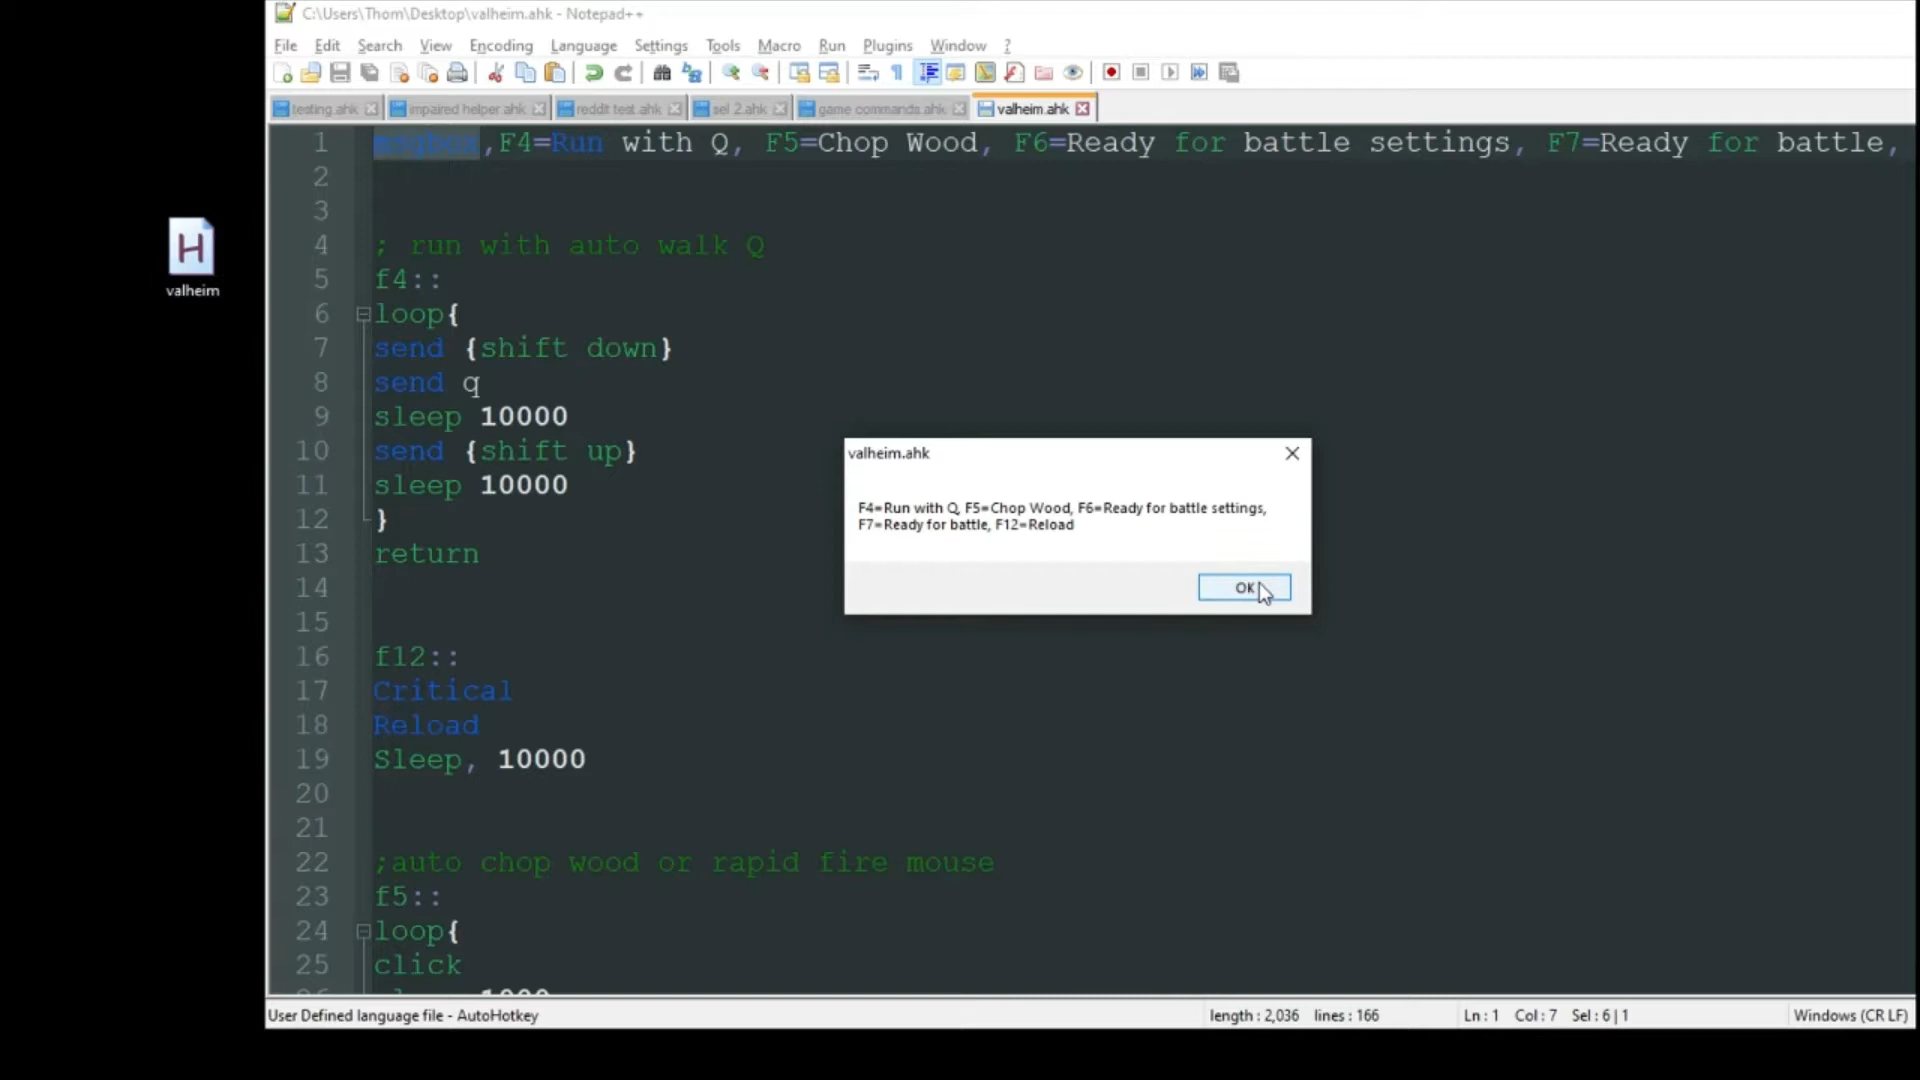 C:\Users\Thom\Desktop\valheim.ahk - Notepad++
File Edit Search View Encoding Language Settings Tools Macro Run Plugins Window ?
testing.ahk impaired helper.ahk reddit test.ahk sel 2.ahk game commands.ahk valheim.ahk
1 msgbox,F4=Run with Q, F5=Chop Wood, F6=Ready for battle settings, F7=Ready for battle,
2
3
4 ; run with auto walk Q
5 f4::
6 loop{
7 send {shift down}
8 send q
9 sleep 10000
10 send {shift up}
11 sleep 10000
12 }
13 return
14
15
16 f12::
17 Critical
18 Reload
19 Sleep, 10000
20
21
22 ;auto chop wood or rapid fire mouse
23 f5::
24 loop{
25 click
H
valheim
valheim.ahk
F4=Run with Q, F5=Chop Wood, F6=Ready for battle settings,
F7=Ready for battle, F12=Reload
OK
User Defined language file - AutoHotkey length : 2,036 lines : 166 Ln : 1 Col : 7 Sel : 6 | 1 Windows (CR LF)